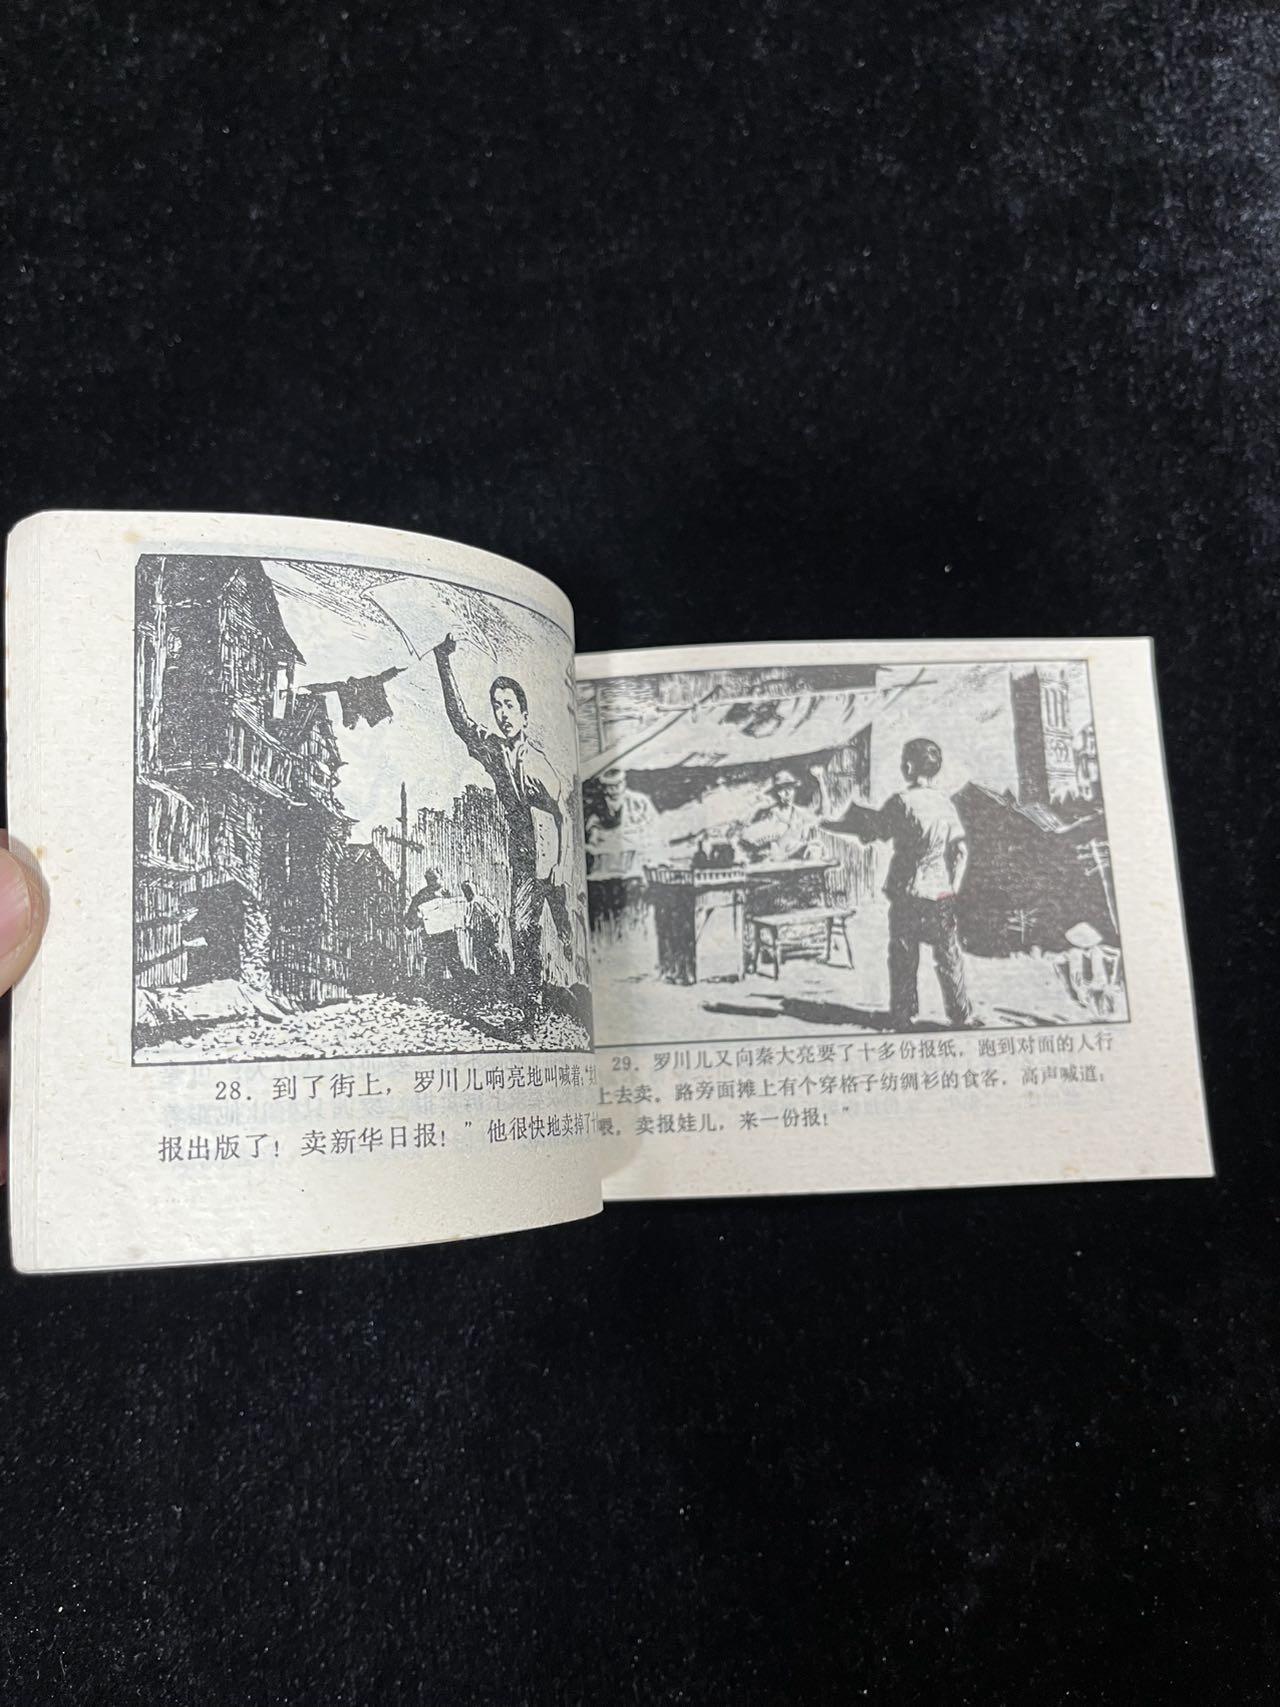 28．到了街上，罗川儿响亮地叫喊着：“
报出版了！卖新华日报！”他很快地卖掉了十
29．罗川儿又向秦大亮要了十多份报纸，跑到对面的人行
上去卖。路旁面摊上有个穿格子纺绸衫的食客，高声喊道：
喂，卖报娃儿，来一份报！”